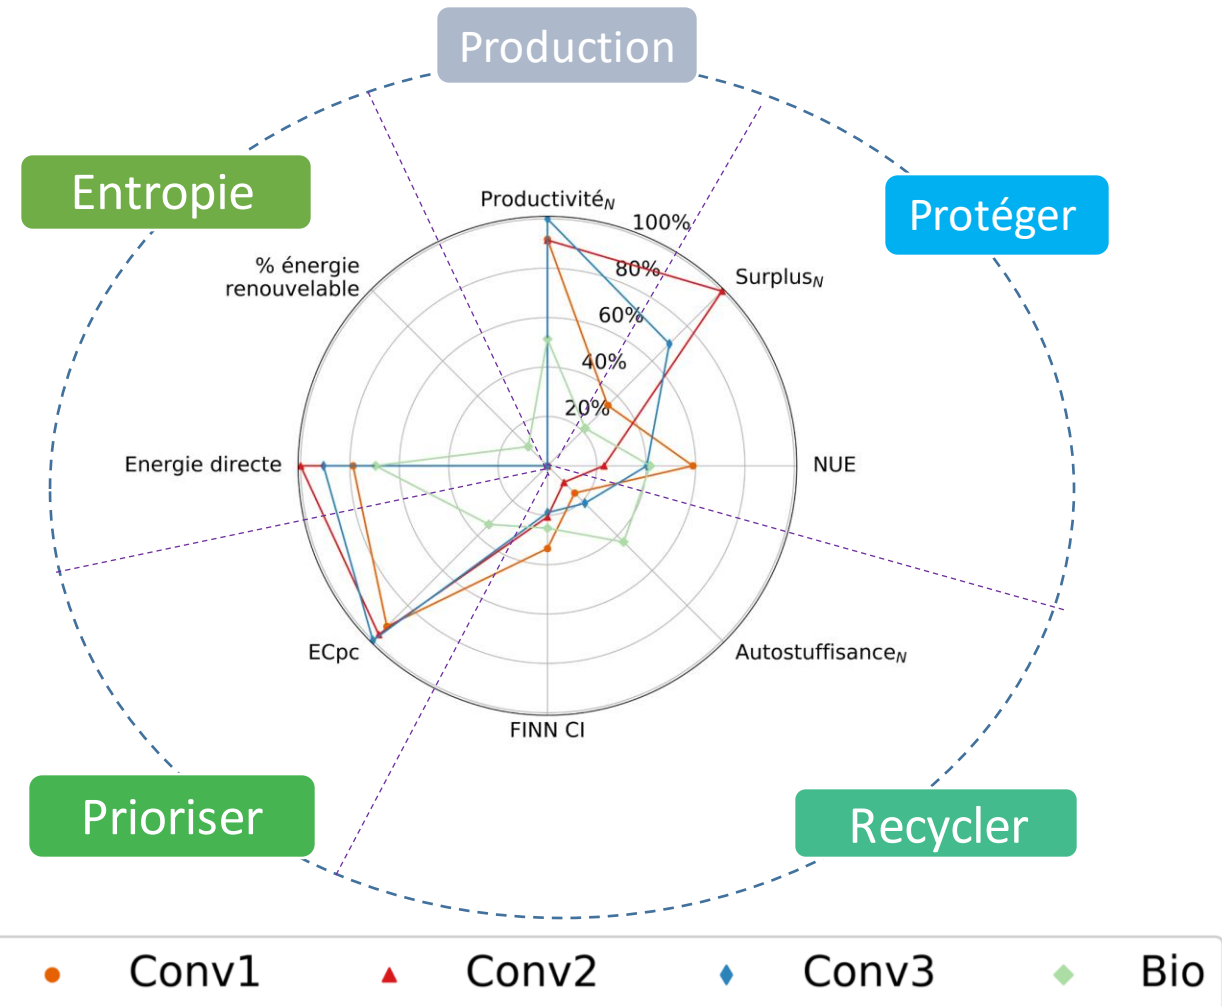 Production
Entropie
Protéger
Productivité_N
100%
% énergie
renouvelable
80%
Surplus_N
60%
40%
20%
Energie directe
NUE
ECpc
Autostuffisance_N
FINN CI
Prioriser
Recycler
Conv1 Conv2 Conv3 Bio